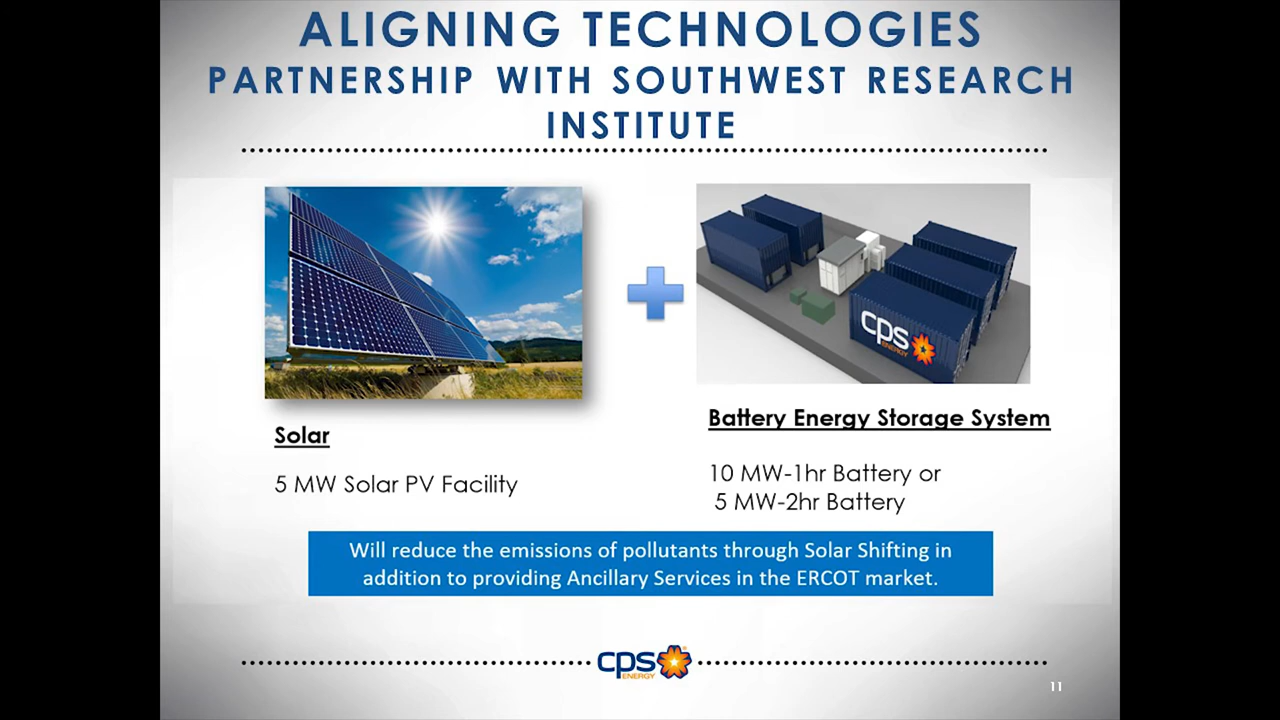 ALIGNING TECHNOLOGIES
PARTNERSHIP WITH SOUTHWEST RESEARCH
INSTITUTE
cps
ENERGY
Solar
5 MW Solar PV Facility
Battery Energy Storage System
10 MW-1hr Battery or
5 MW-2hr Battery
Will reduce the emissions of pollutants through Solar Shifting in
addition to providing Ancillary Services in the ERCOT market.
cps
ENERGY
11